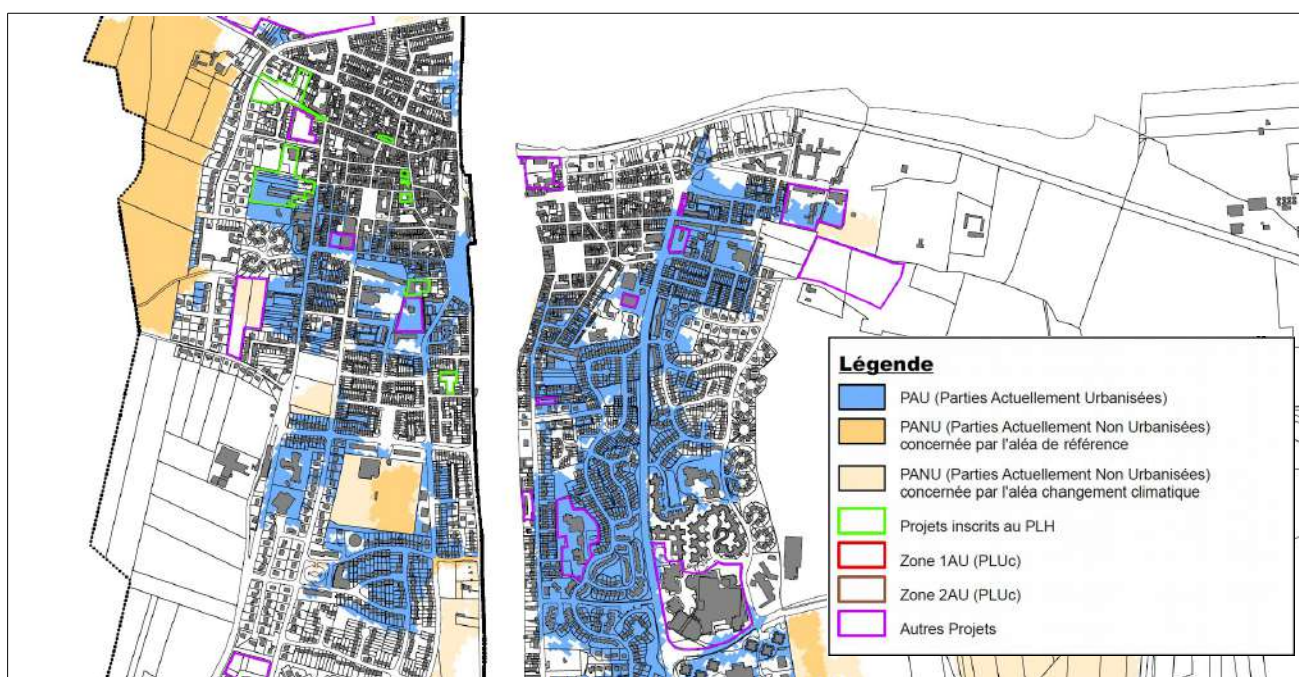 Légende
PAU (Parties Actuellement Urbanisées)
PANU (Parties Actuellement Non Urbanisées)
concernée par l'aléa de référence
PANU (Parties Actuellement Non Urbanisées)
concernée par l'aléa changement climatique
Projets inscrits au PLH
Zone 1AU (PLUc)
Zone 2AU (PLUc)
Autres Projets